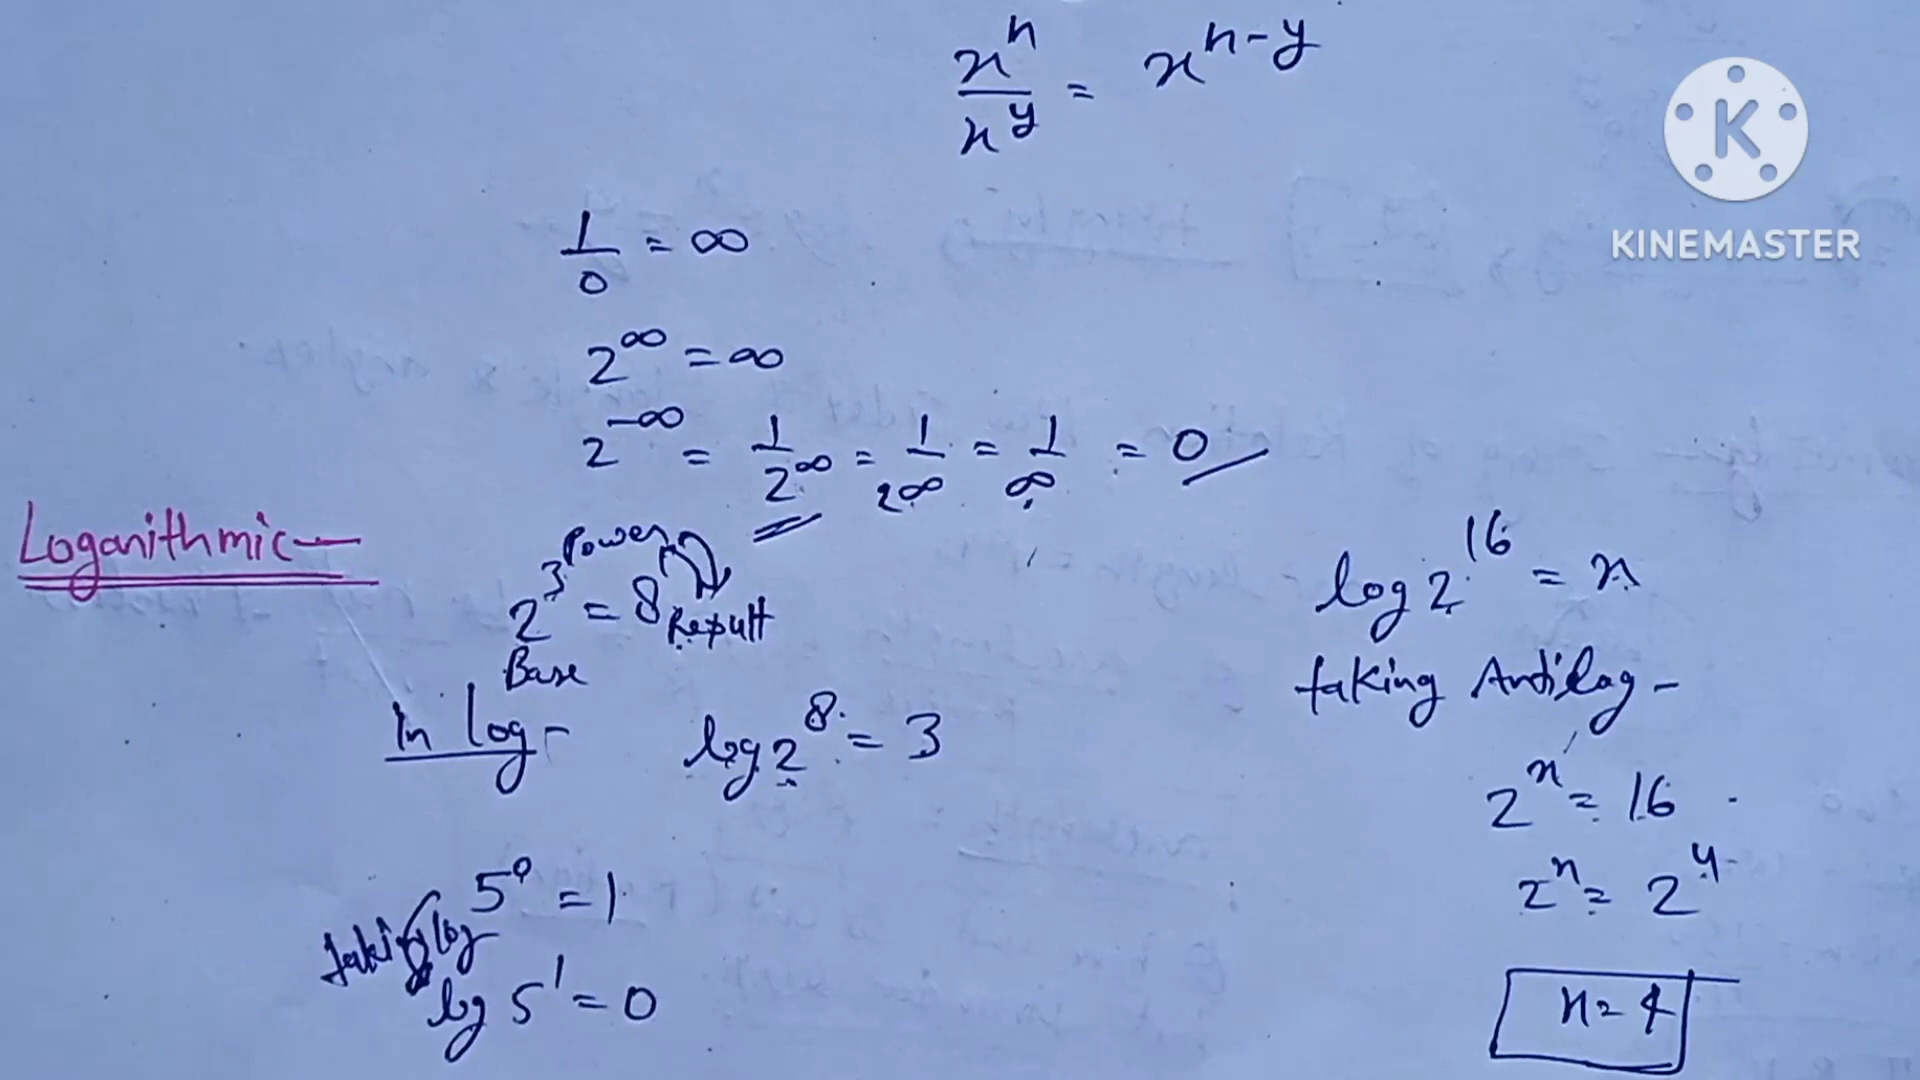 x^n / x^y = x^{n-y}
K
KINEMASTER
1/0 = ∞
2^∞ = ∞
2^{-∞} = 1/2^∞ = 1/2∞ = 1/∞ = 0
Logarithmic—
Power
2^3 = 8 Result
Base
In log-
log 2^8 = 3
5^0 = 1
taking log
log 5^1 = 0
log 2^16 = x
taking Antilog -
2^x = 16
2^x = 2^4
x = 4